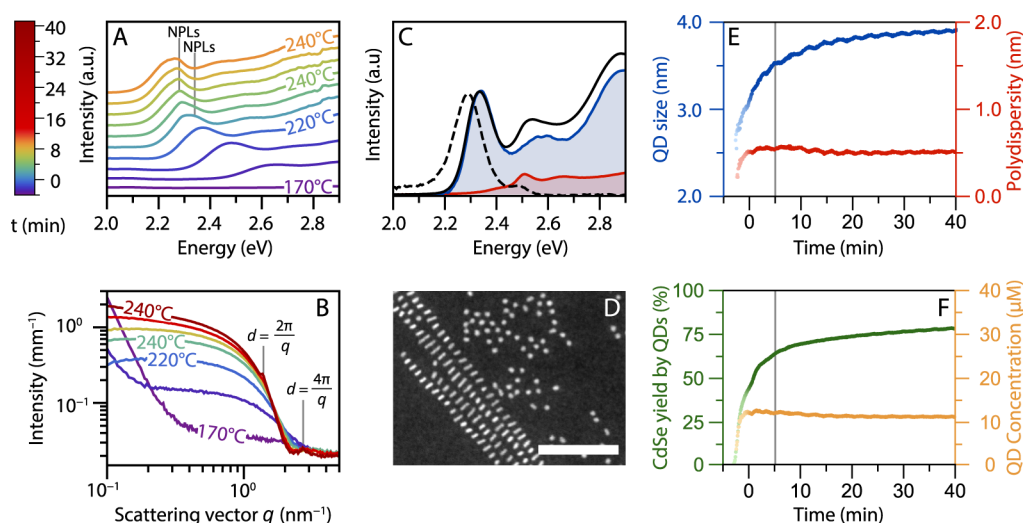 40
32
24
16
8
0
t (min)
A
NPLs
NPLs
240°C
240°C
220°C
170°C
Intensity (a.u.)
2.0 2.2 2.4 2.6 2.8
Energy (eV)
C
Intensity (a.u)
2.0 2.2 2.4 2.6 2.8
Energy (eV)
E
QD size (nm)
4.0
3.0
2.0
Polydispersity (nm)
2.0
1.0
0.0
0 10 20 30 40
Time (min)
B
240°C
240°C
220°C
170°C
d = 2π/q
d = 4π/q
Intensity (mm⁻¹)
10⁰
10⁻¹
10⁻¹ 10⁰
Scattering vector q (nm⁻¹)
D
F
CdSe yield by QDs (%)
100
75
50
25
0
QD Concentration (µM)
40
30
20
10
0
0 10 20 30 40
Time (min)